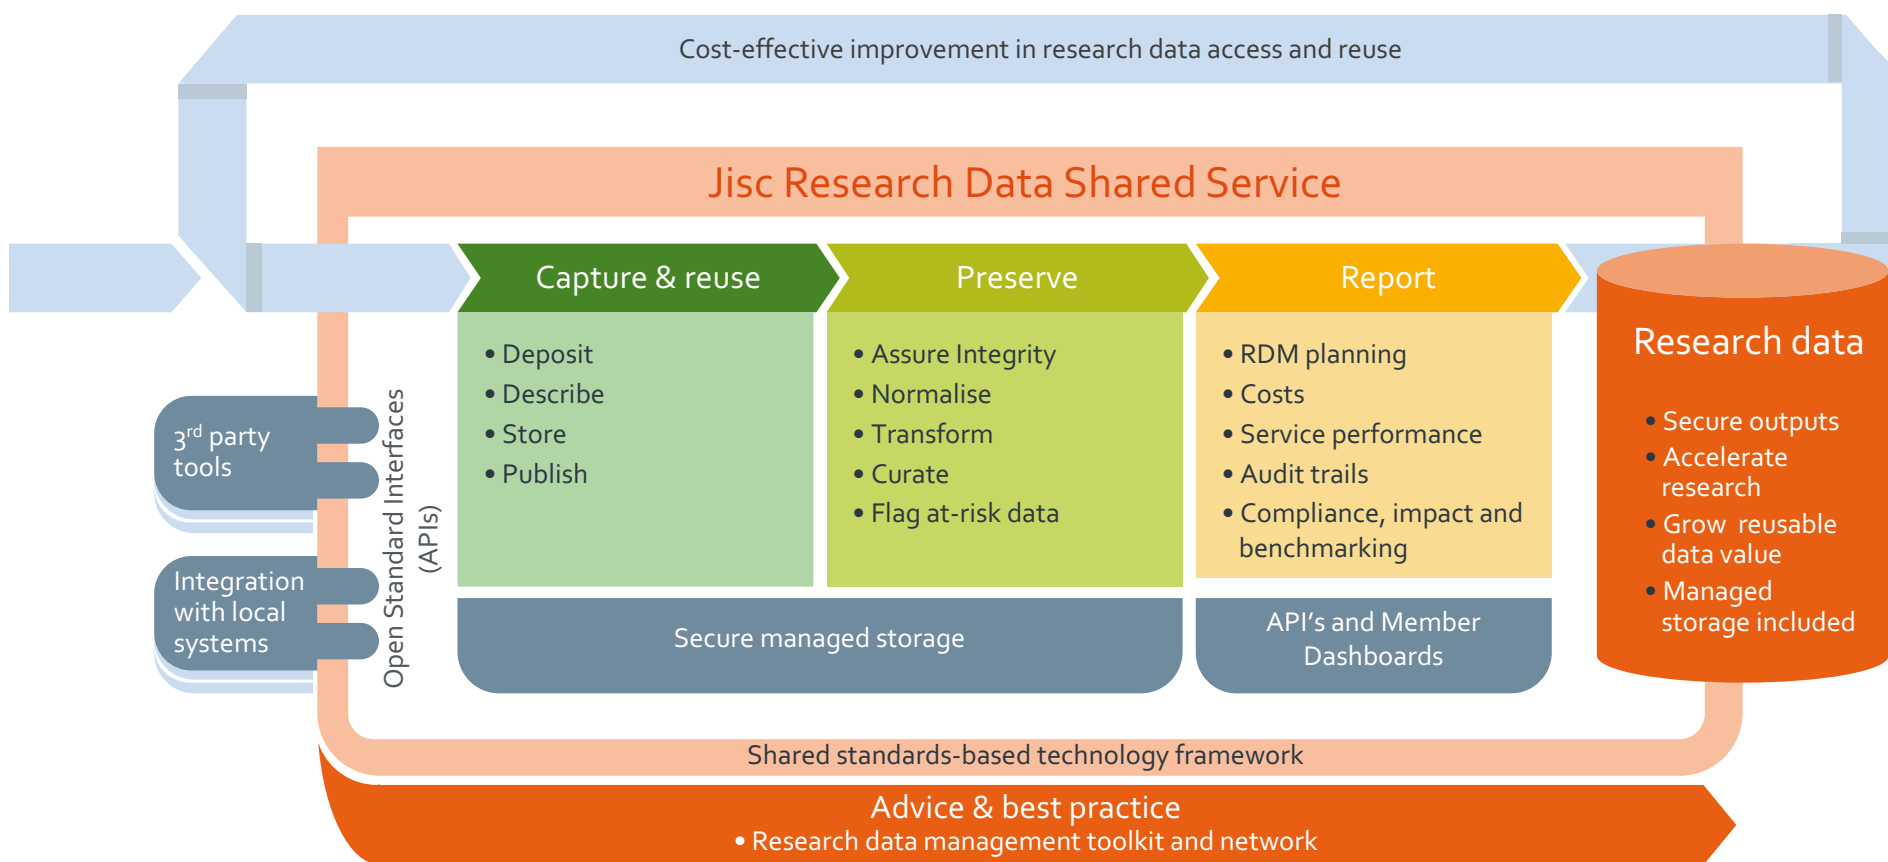 Cost-effective improvement in research data access and reuse
Jisc Research Data Shared Service
Capture & reuse
• Deposit
• Describe
• Store
• Publish
Preserve
• Assure Integrity
• Normalise
• Transform
• Curate
• Flag at-risk data
Report
• RDM planning
• Costs
• Service performance
• Audit trails
• Compliance, impact and
benchmarking
Research data
• Secure outputs
• Accelerate
research
• Grow reusable
data value
• Managed
storage included
3rd party
tools
Integration
with local
systems
Open Standard Interfaces
(APIs)
Secure managed storage
API's and Member
Dashboards
Shared standards-based technology framework
Advice & best practice
• Research data management toolkit and network